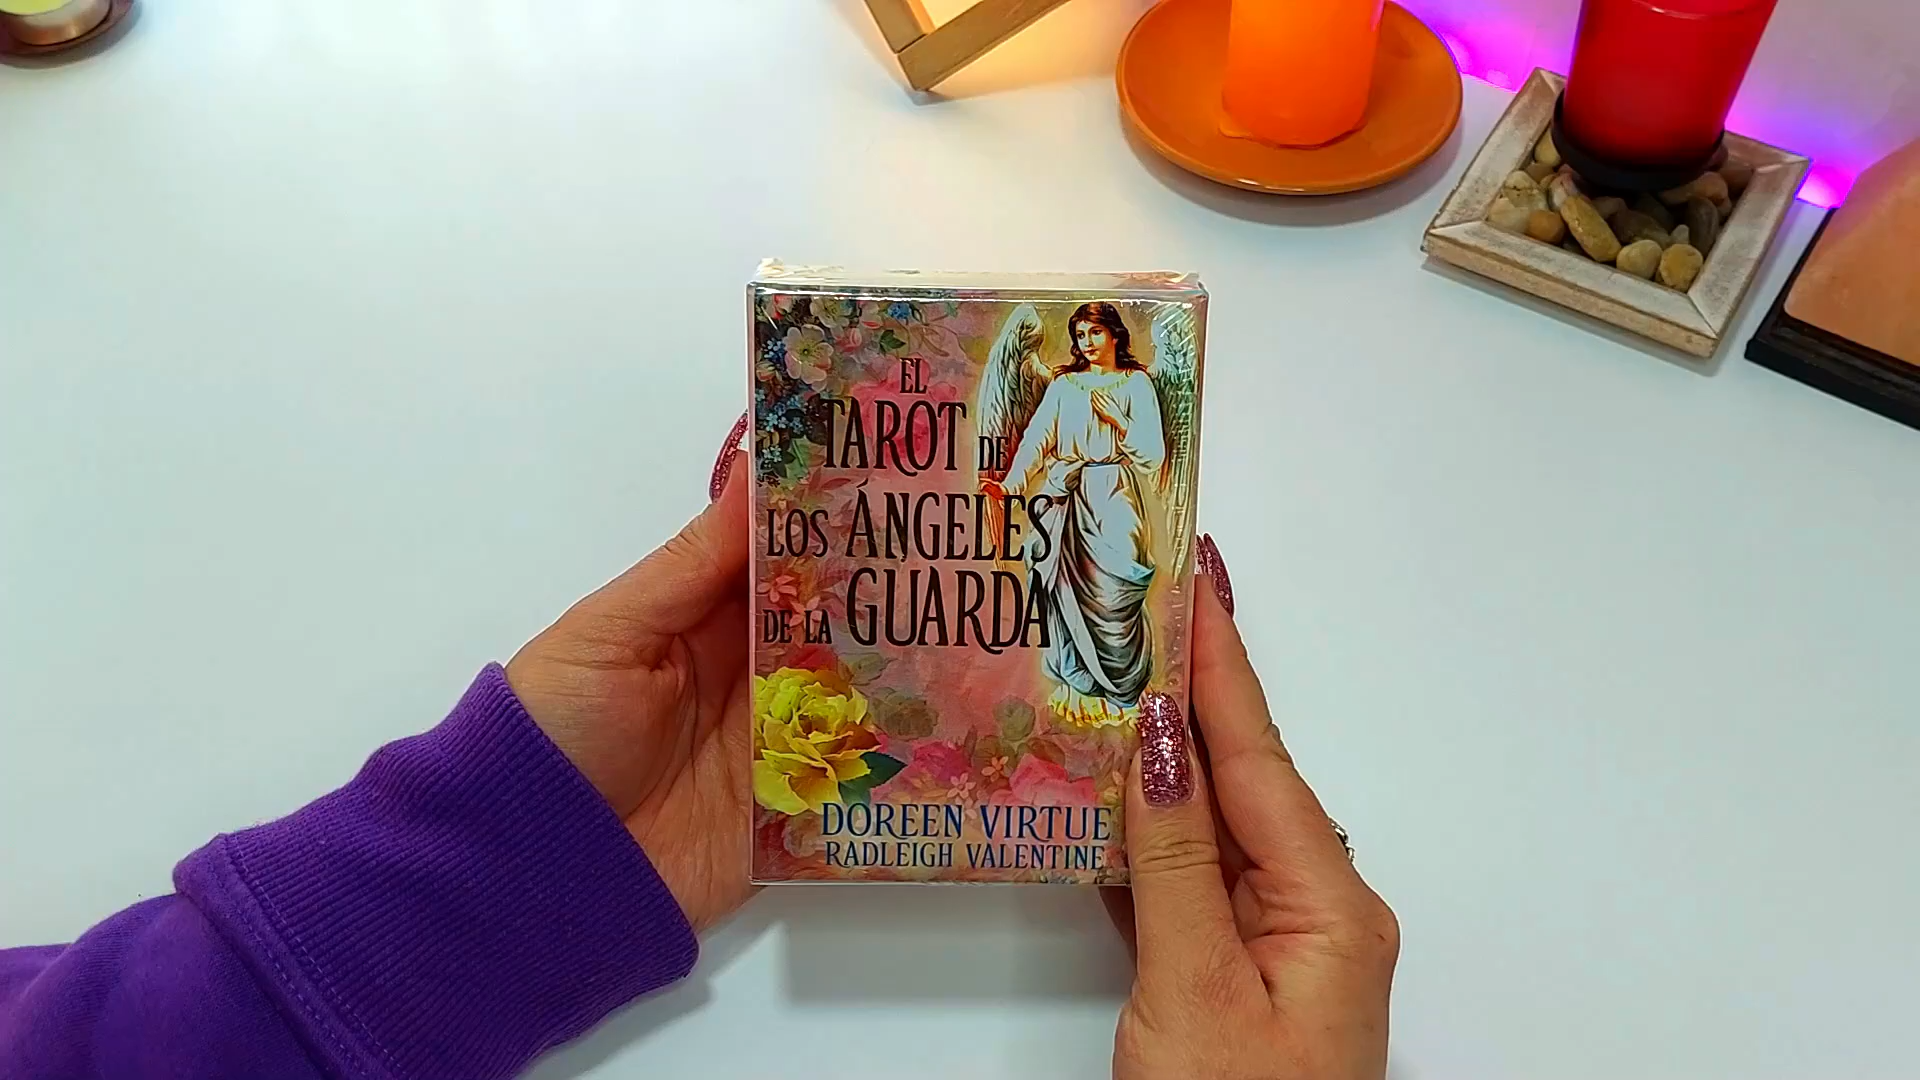 EL
TAROT DE
LOS ÁNGELES
DE LA GUARDA
DOREEN VIRTUE
RADLEIGH VALENTINE